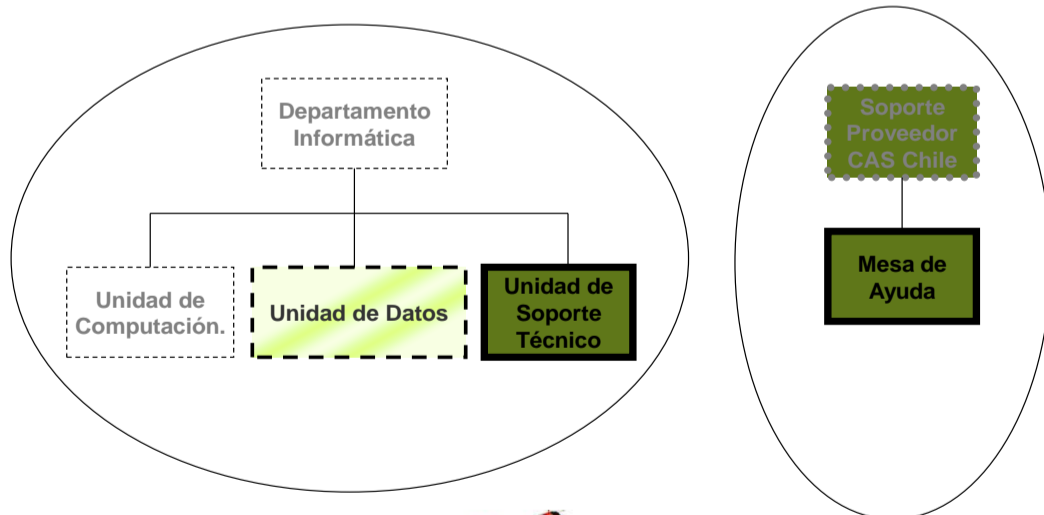 Departamento
Informática
Unidad de
Computación.
Unidad de Datos
Unidad de
Soporte
Técnico
Soporte
Proveedor
CAS Chile
Mesa de
Ayuda